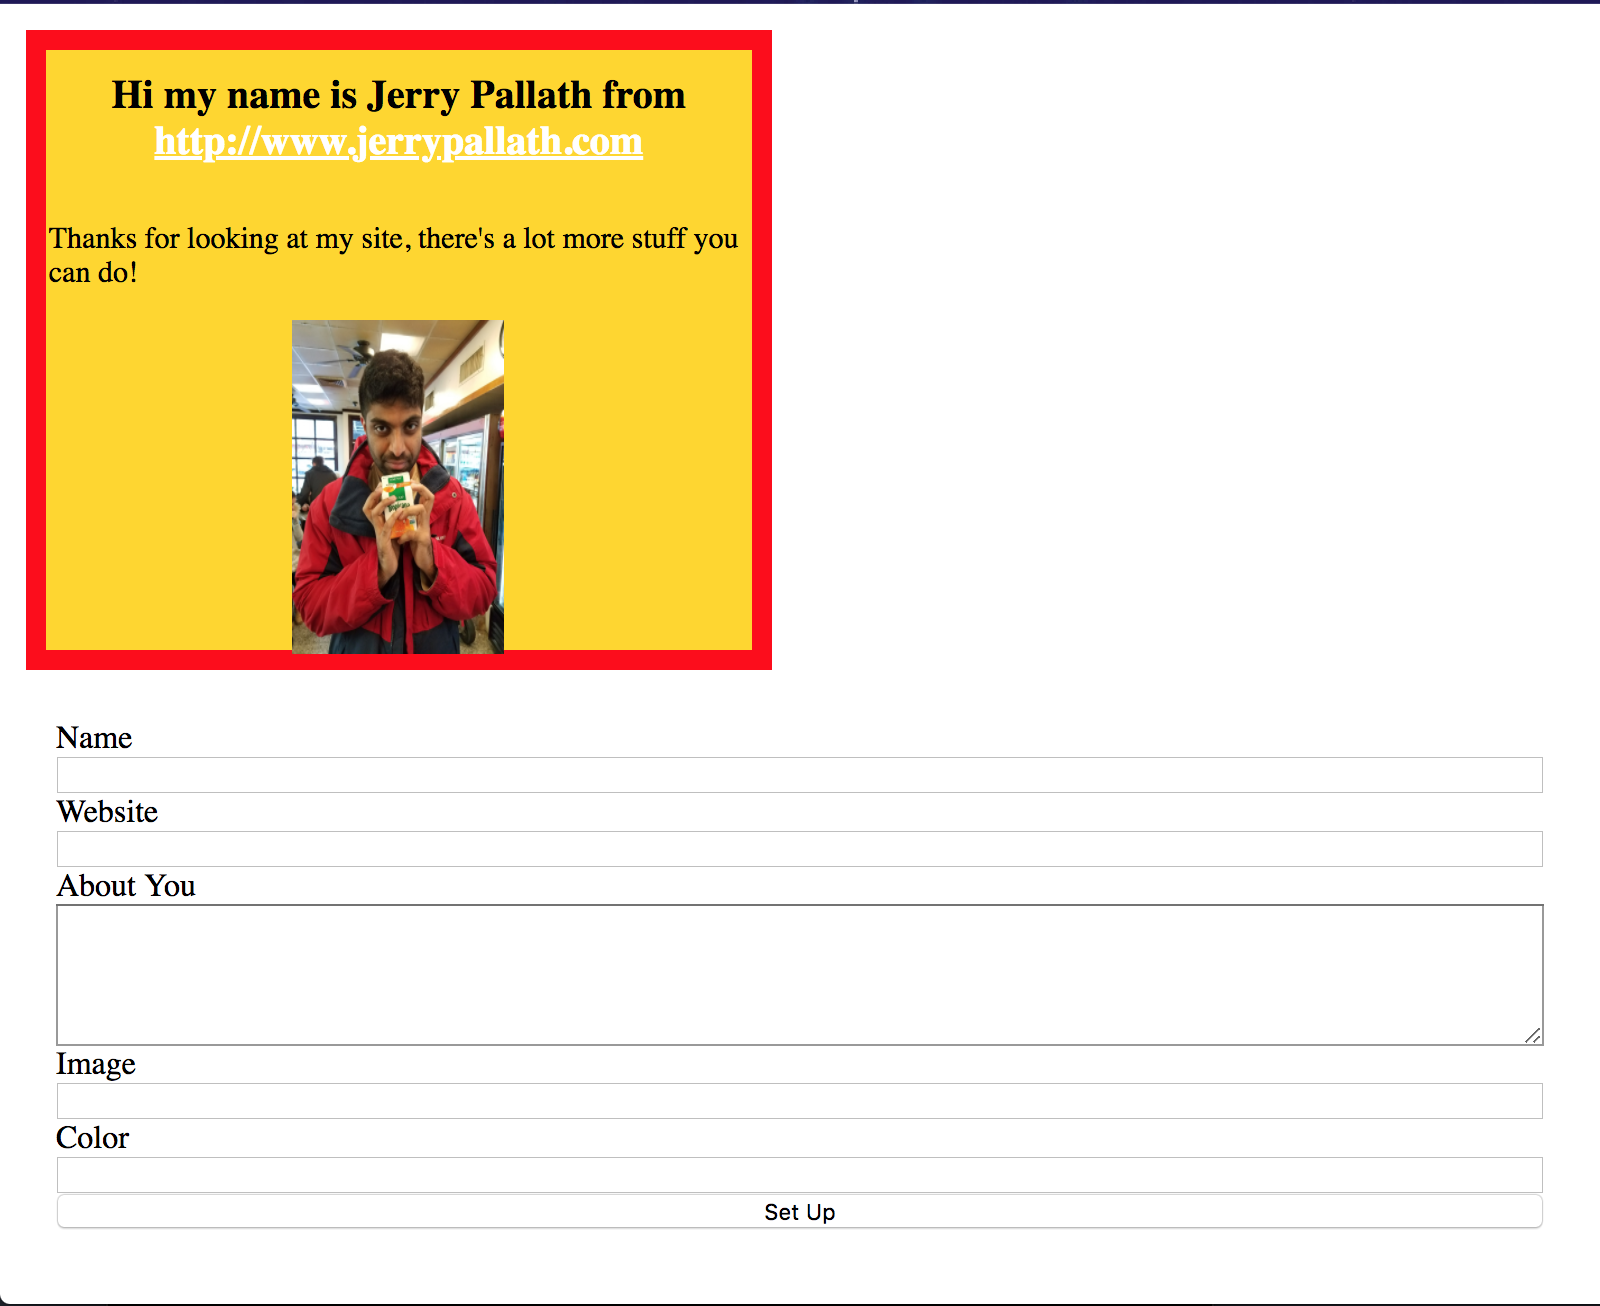 Hi my name is Jerry Pallath from
http://www.jerrypallath.com
Thanks for looking at my site, there's a lot more stuff you
can do!
Name
Website
About You
Image
Color
Set Up